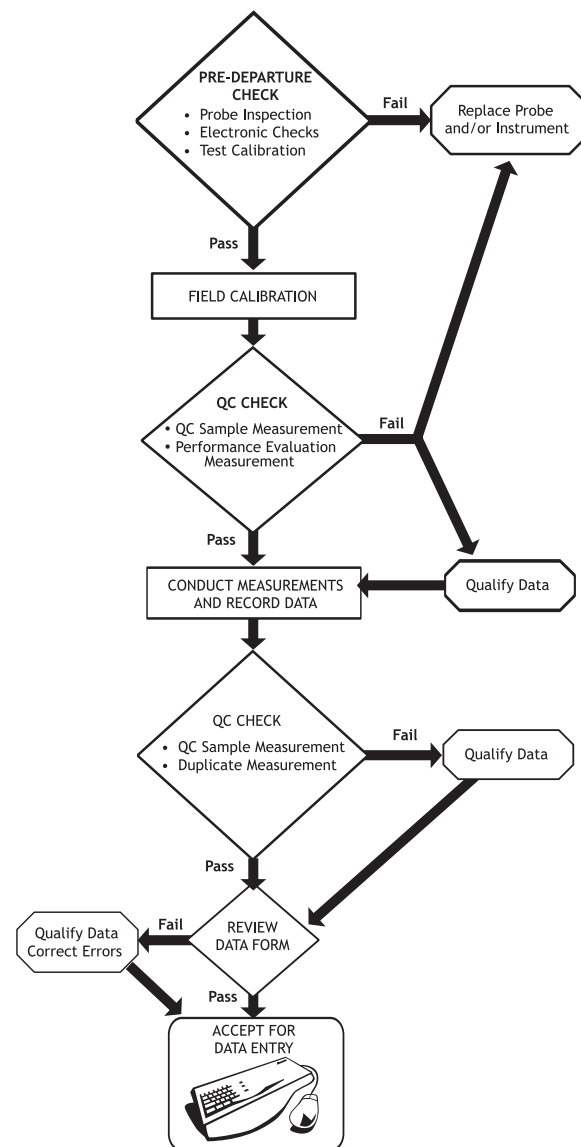 PRE-DEPARTURE
CHECK
• Probe Inspection
• Electronic Checks
• Test Calibration
Fail
Replace Probe
and/or Instrument
Pass
FIELD CALIBRATION
QC CHECK
• QC Sample Measurement
• Performance Evaluation
Measurement
Fail
Pass
CONDUCT MEASUREMENTS
AND RECORD DATA
Qualify Data
QC CHECK
• QC Sample Measurement
• Duplicate Measurement
Fail
Qualify Data
Pass
REVIEW
DATA FORM
Fail
Qualify Data
Correct Errors
Pass
ACCEPT FOR
DATA ENTRY